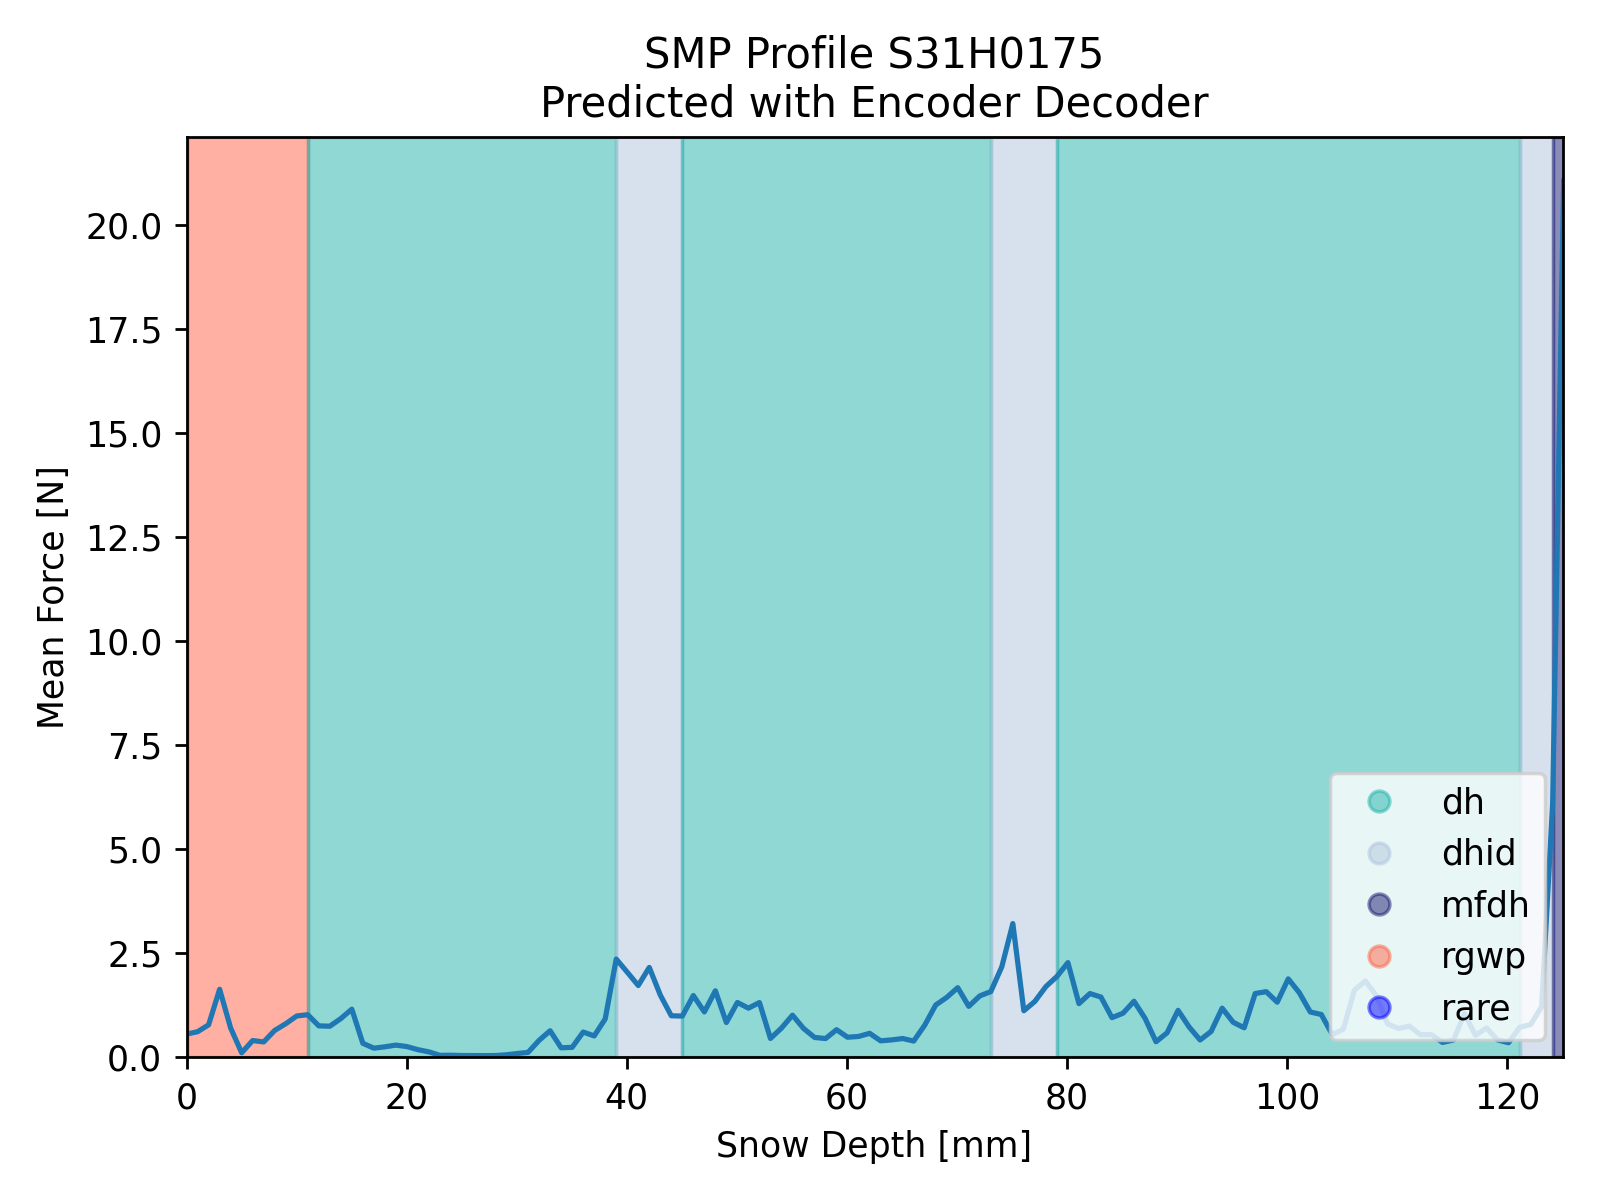 SMP Profile S31H0175
Predicted with Encoder Decoder
Mean Force [N]
20.0
17.5
15.0
12.5
10.0
7.5
5.0
2.5
0.0
dh
dhid
mfdh
rgwp
rare
0 20 40 60 80 100 120
Snow Depth [mm]